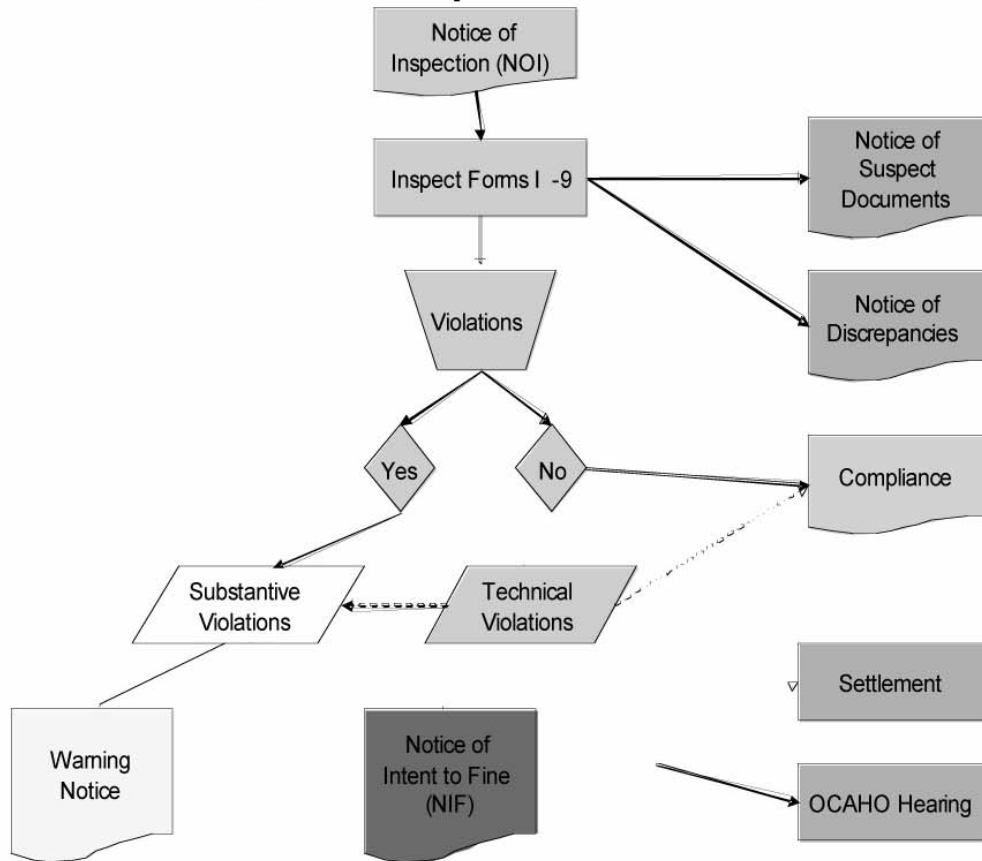 Notice of
Inspection (NOI)
Inspect Forms I -9
Notice of
Suspect
Documents
Notice of
Discrepancies
Violations
Yes
No
Compliance
Substantive
Violations
Technical
Violations
Settlement
Warning
Notice
Notice of
Intent to Fine
(NIF)
OCAHO Hearing